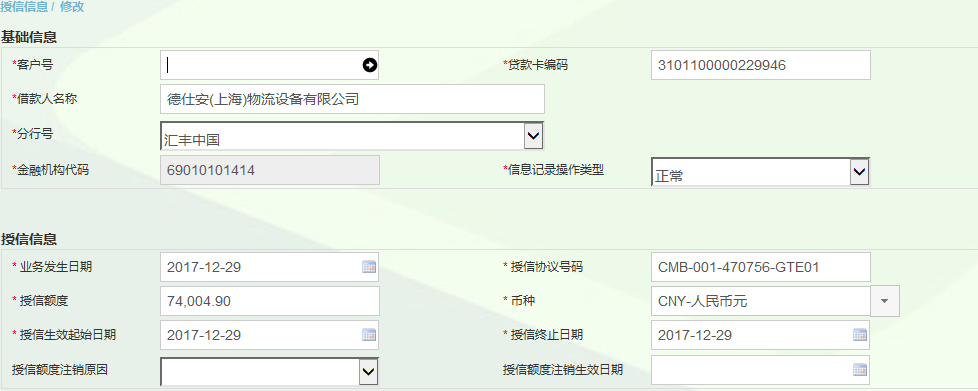 授信信息 / 修改
基础信息
*客户号 *贷款卡编码 3101100000229946
*借款人名称 德仕安(上海)物流设备有限公司
*分行号 汇丰中国
*金融机构代码 69010101414 *信息记录操作类型 正常
授信信息
* 业务发生日期 2017-12-29 * 授信协议号码 CMB-001-470756-GTE01
* 授信额度 74,004.90 * 币种 CNY-人民币元
* 授信生效起始日期 2017-12-29 * 授信终止日期 2017-12-29
授信额度注销原因 授信额度注销生效日期